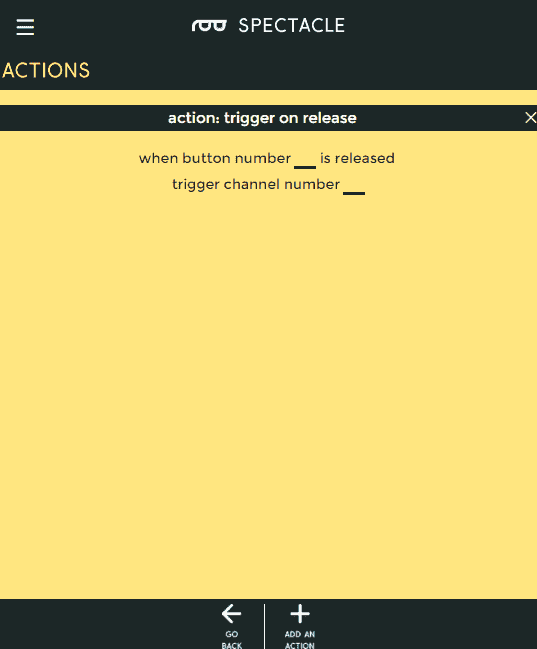 SPECTACLE
ACTIONS
action: trigger on release
when button number __ is released
trigger channel number __
GO
BACK
ADD AN
ACTION